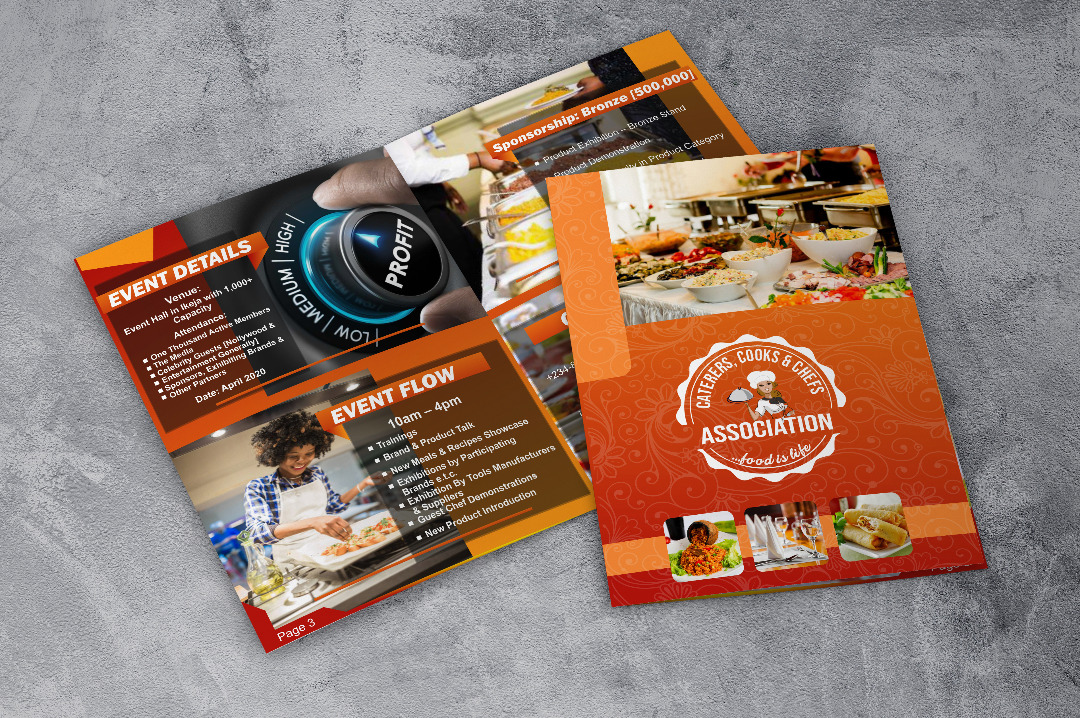 EVENT DETAILS
Venue:
Event Hall in Ikeja with 1,000+
Capacity
Attendance:
■ One Thousand Active Members
■ The Media
■ Celebrity Guests [Nollywood &
Entertainment Generally]
■ Sponsors, Exhibiting Brands &
■ Other Partners
Date: April 2020
LOW | MEDIUM | HIGH |
PROFIT
EVENT FLOW
10am – 4pm
■ Trainings
■ Brand & Product Talk
■ New Meals & Recipes Showcase
■ Exhibitions by Participating
Brands e.t.c.
■ Exhibition By Tools Manufacturers
& Suppliers
■ Guest Chef Demonstrations
■ New Product Introduction
Page 3
Sponsorship: Bronze [500,000]
■ Product Exhibition – Bronze Stand
Product Demonstration
in Product Category
+234-
CATERERS, COOKS & CHEFS
ASSOCIATION
...food is life